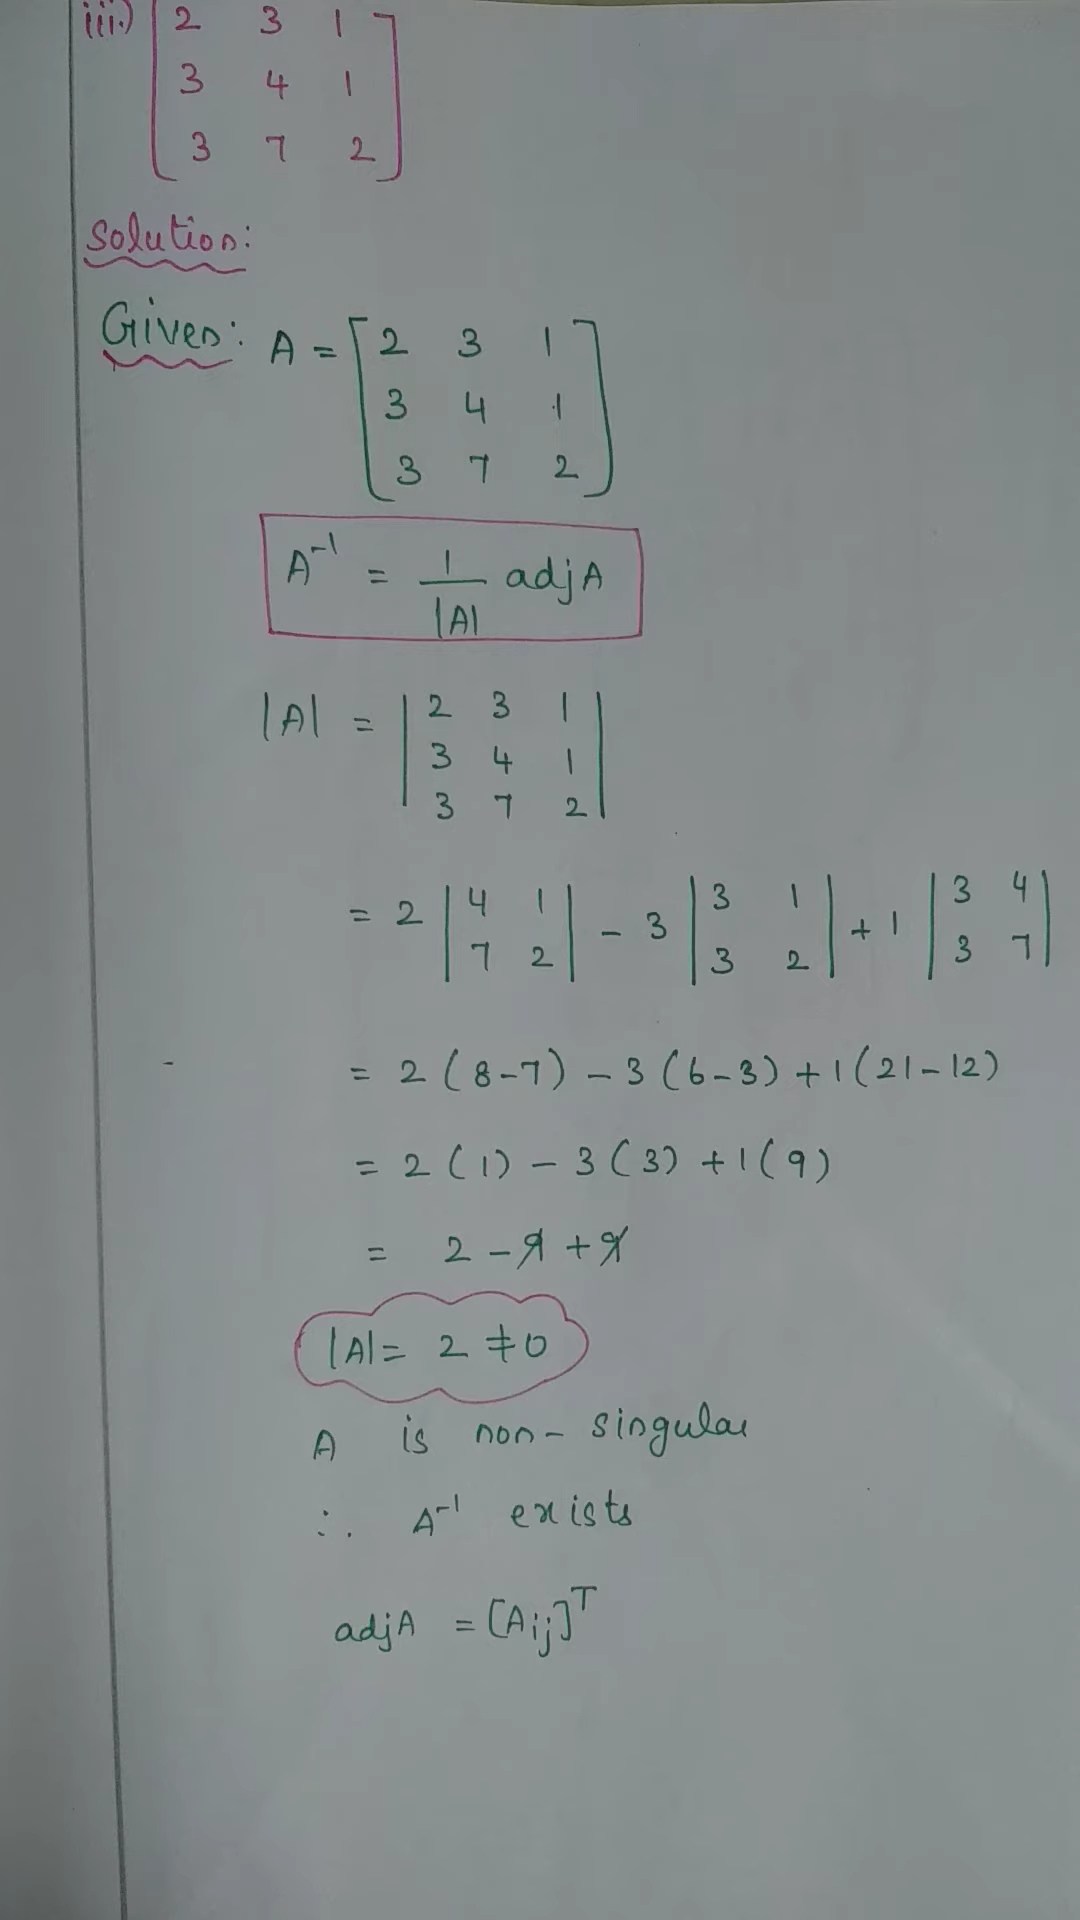 iii.) [ 2 3 1
3 4 1
3 7 2 ]
Solution:
Given: A = [ 2 3 1
3 4 1
3 7 2 ]
A⁻¹ = 1/|A| adj A
|A| = | 2 3 1
3 4 1
3 7 2 |
= 2 | 4 1 / 7 2 | - 3 | 3 1 / 3 2 | + 1 | 3 4 / 3 7 |
= 2 (8-7) - 3 (6-3) + 1 (21-12)
= 2 (1) - 3 (3) + 1 (9)
= 2 - 9 + 9
|A| = 2 ≠ 0
A is non-singular
∴ A⁻¹ exists
adj A = [Aij]ᵀ